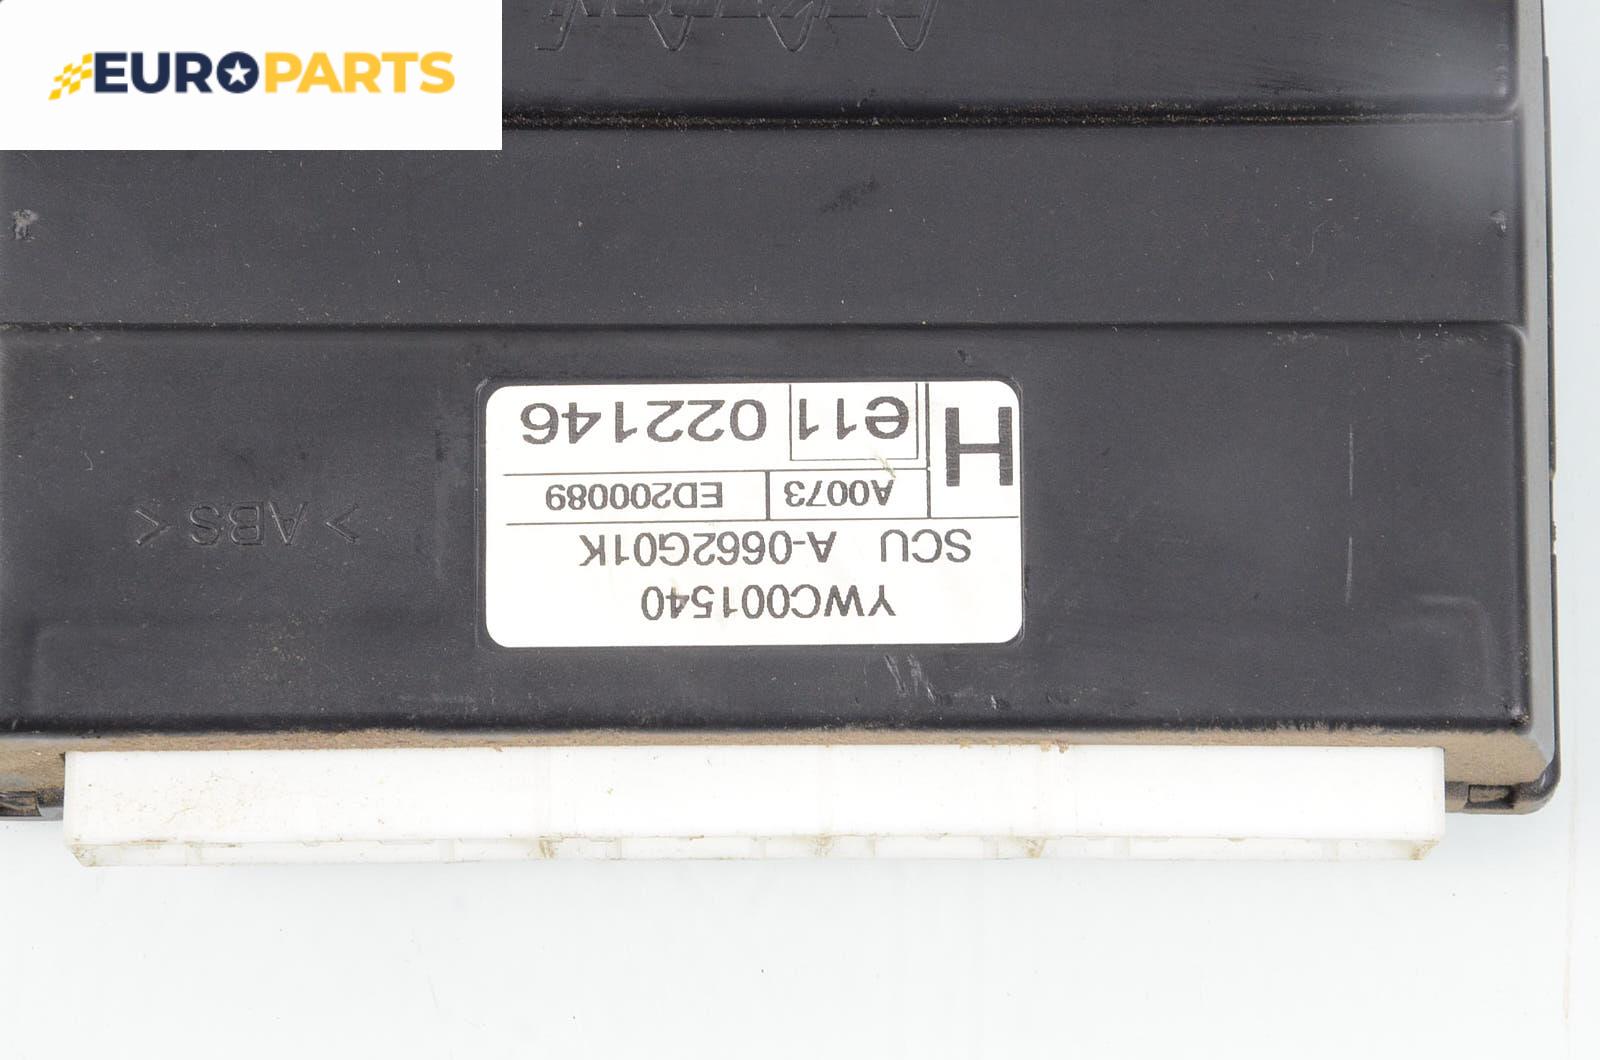 EUROPARTS
YWC001540
SCU A-0662G01K
A0073 ED200089
H e11 022146
>ABS<